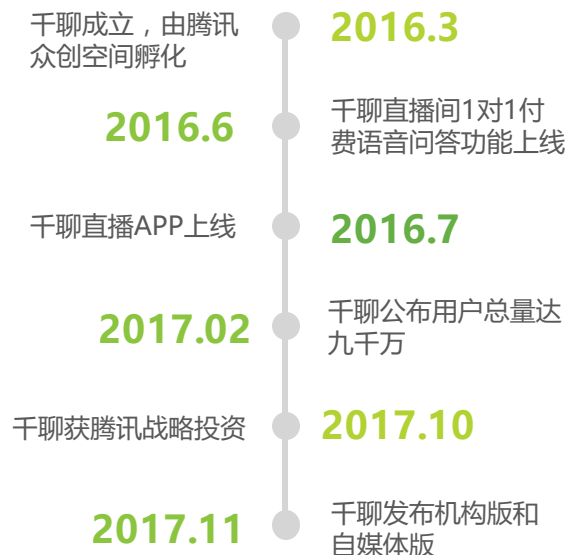 千聊成立，由腾讯
众创空间孵化
2016.3
2016.6
千聊直播间1对1付
费语音问答功能上线
千聊直播APP上线
2016.7
2017.02
千聊公布用户总量达
九千万
千聊获腾讯战略投资
2017.10
2017.11
千聊发布机构版和
自媒体版